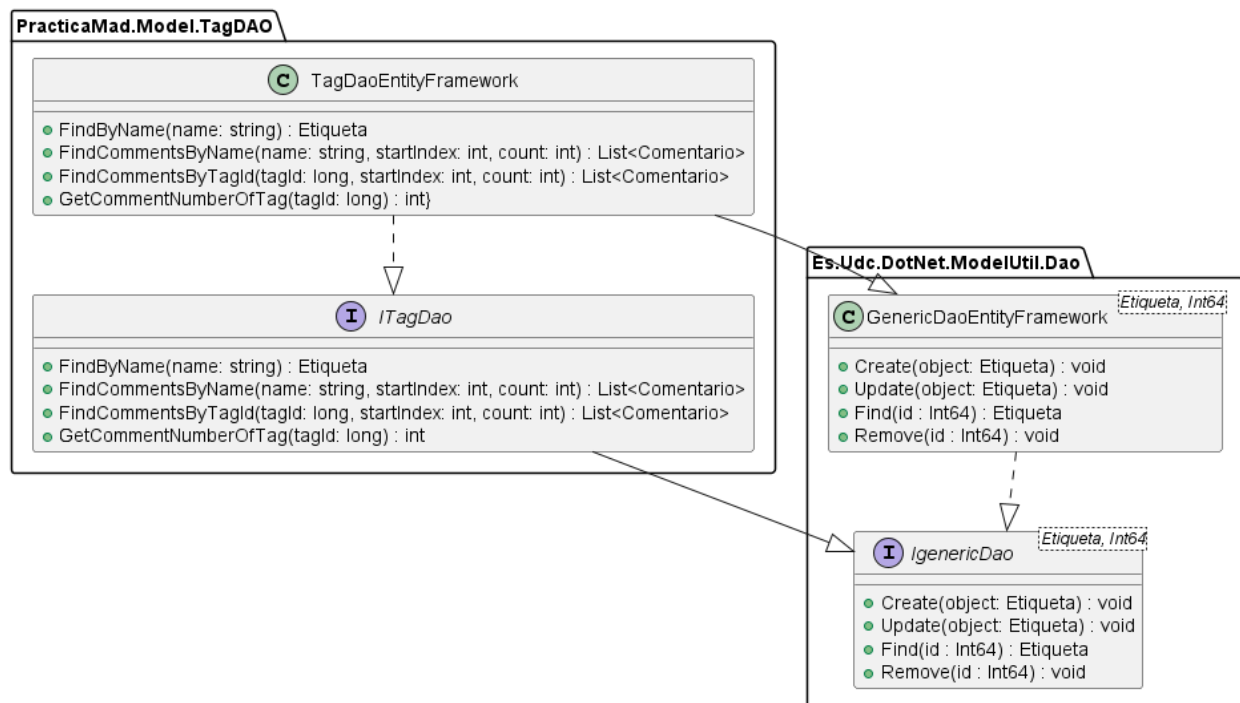 PracticaMad.Model.TagDAO
C TagDaoEntityFramework
FindByName(name: string) : Etiqueta
FindCommentsByName(name: string, startIndex: int, count: int) : List<Comentario>
FindCommentsByTagId(tagId: long, startIndex: int, count: int) : List<Comentario>
GetCommentNumberOfTag(tagId: long) : int}
I ITagDao
FindByName(name: string) : Etiqueta
FindCommentsByName(name: string, startIndex: int, count: int) : List<Comentario>
FindCommentsByTagId(tagId: long, startIndex: int, count: int) : List<Comentario>
GetCommentNumberOfTag(tagId: long) : int
Es.Udc.DotNet.ModelUtil.Dao
Etiqueta, Int64
C GenericDaoEntityFramework
Create(object: Etiqueta) : void
Update(object: Etiqueta) : void
Find(id : Int64) : Etiqueta
Remove(id : Int64) : void
Etiqueta, Int64
I IgenericDao
Create(object: Etiqueta) : void
Update(object: Etiqueta) : void
Find(id : Int64) : Etiqueta
Remove(id : Int64) : void